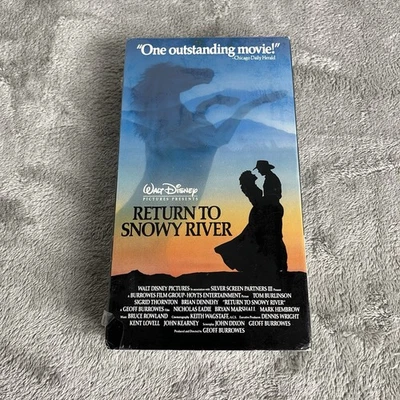 "One outstanding movie!"
-Chicago Daily Herald
Walt Disney
PICTURES PRESENTS
RETURN TO
SNOWY RIVER
WALT DISNEY PICTURES in association with SILVER SCREEN PARTNERS III Present
A BURROWES FILM GROUP-HOYTS ENTERTAINMENT TOM BURLINSON
SIGRID THORNTON BRIAN DENNEHY "RETURN TO SNOWY RIVER"
A GEOFF BURROWES Film NICHOLAS EADIE BRYAN MARSHALL MARK HEMBROW
Music BRUCE ROWLAND Cinematographer KEITH WAGSTAFF, A.C.S. Executive Producers DENNIS WRIGHT
KENT LOVELL JOHN KEARNEY Screenplay JOHN DIXON GEOFF BURROWES
Produced and Directed by GEOFF BURROWES